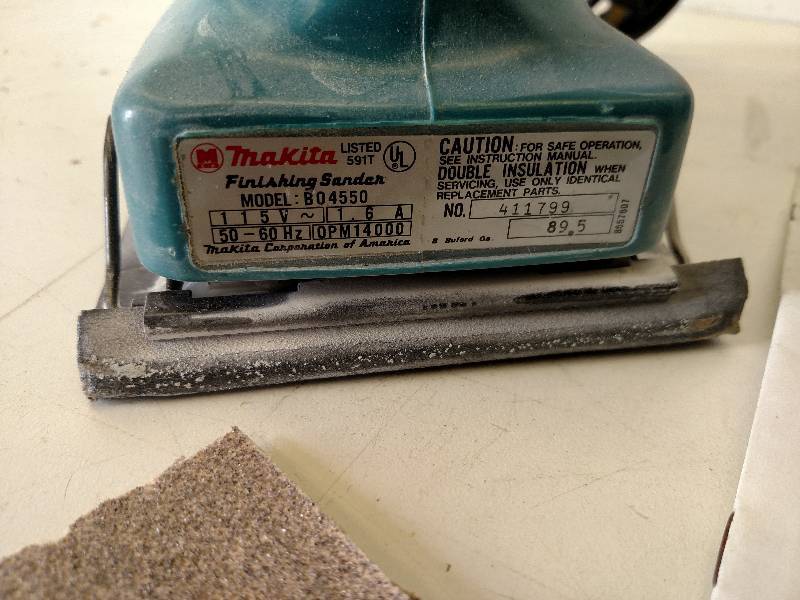 Makita LISTED 591T UL
Finishing Sander
MODEL: BO4550
115V ~ 1.6 A
50-60Hz OPM14000
Makita Corporation of America
CAUTION: FOR SAFE OPERATION,
SEE INSTRUCTION MANUAL.
DOUBLE INSULATION WHEN
SERVICING, USE ONLY IDENTICAL
REPLACEMENT PARTS.
NO. 411799
89.5
Buford Ga.